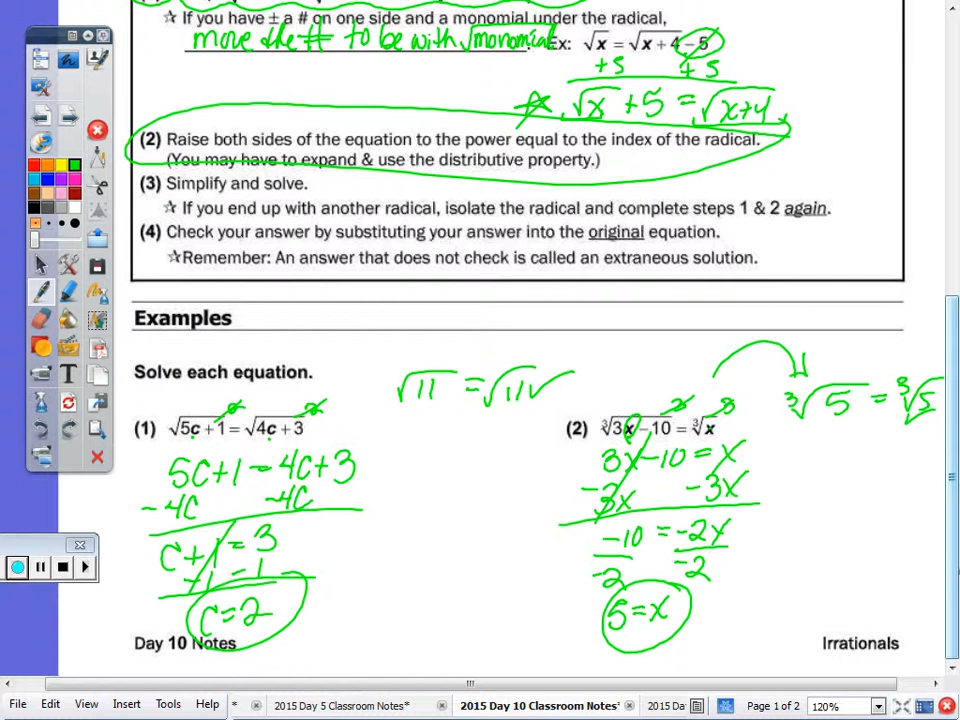 ☆ If you have ± a # on one side and a monomial under the radical,
move the # to be with √monomial. Ex: √x = √x + 4 – 5
+5 +5
☆ √x + 5 = √x+4
(2) Raise both sides of the equation to the power equal to the index of the radical.
(You may have to expand & use the distributive property.)
(3) Simplify and solve.
☆ If you end up with another radical, isolate the radical and complete steps 1 & 2 again.
(4) Check your answer by substituting your answer into the original equation.
☆Remember: An answer that does not check is called an extraneous solution.
Examples
Solve each equation.
√11 = √11 ✓
∛5 = ∛5
(1) √5c + 1 = √4c + 3
5c+1 = 4c+3
-4c -4c
c+1 = 3
-1 -1
c=2
(2) ∛3x – 10 = ∛x
3x-10 = x
-3x -3x
-10 = -2x
-2 -2
5=x
Day 10 Notes
Irrationals
File Edit View Insert Tools Help
2015 Day 5 Classroom Notes*
2015 Day 10 Classroom Notes*
2015 Da
Page 1 of 2
120%